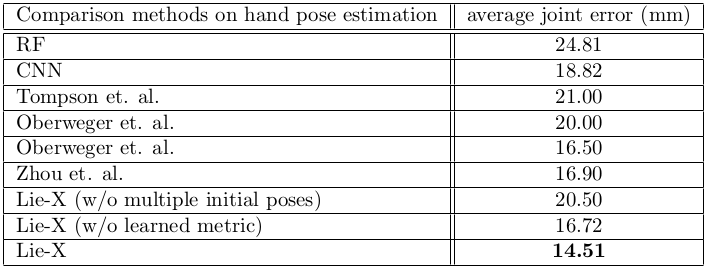 Comparison methods on hand pose estimation average joint error (mm)
RF 24.81
CNN 18.82
Tompson et. al. 21.00
Oberweger et. al. 20.00
Oberweger et. al. 16.50
Zhou et. al. 16.90
Lie-X (w/o multiple initial poses) 20.50
Lie-X (w/o learned metric) 16.72
Lie-X 14.51